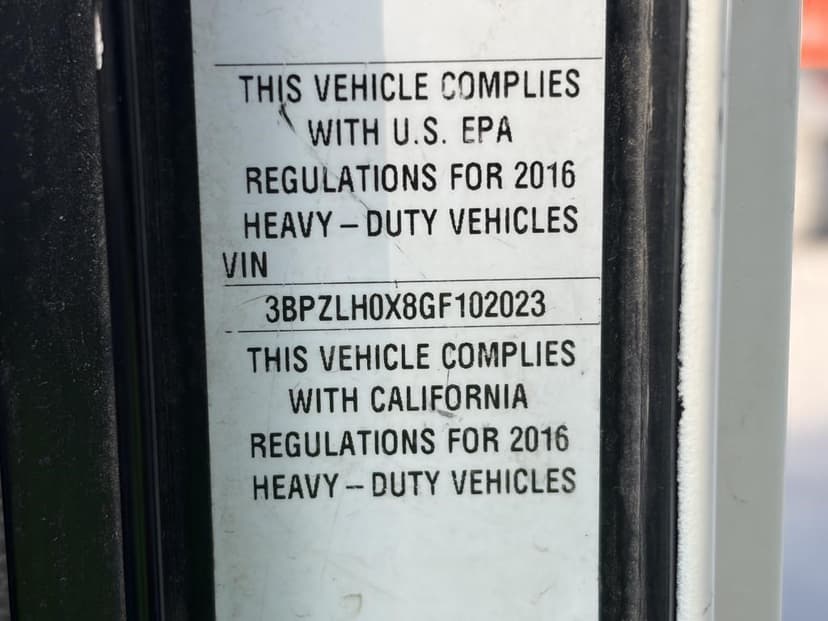 THIS VEHICLE COMPLIES
WITH U.S. EPA
REGULATIONS FOR 2016
HEAVY – DUTY VEHICLES
VIN
3BPZLH0X8GF102023
THIS VEHICLE COMPLIES
WITH CALIFORNIA
REGULATIONS FOR 2016
HEAVY – DUTY VEHICLES